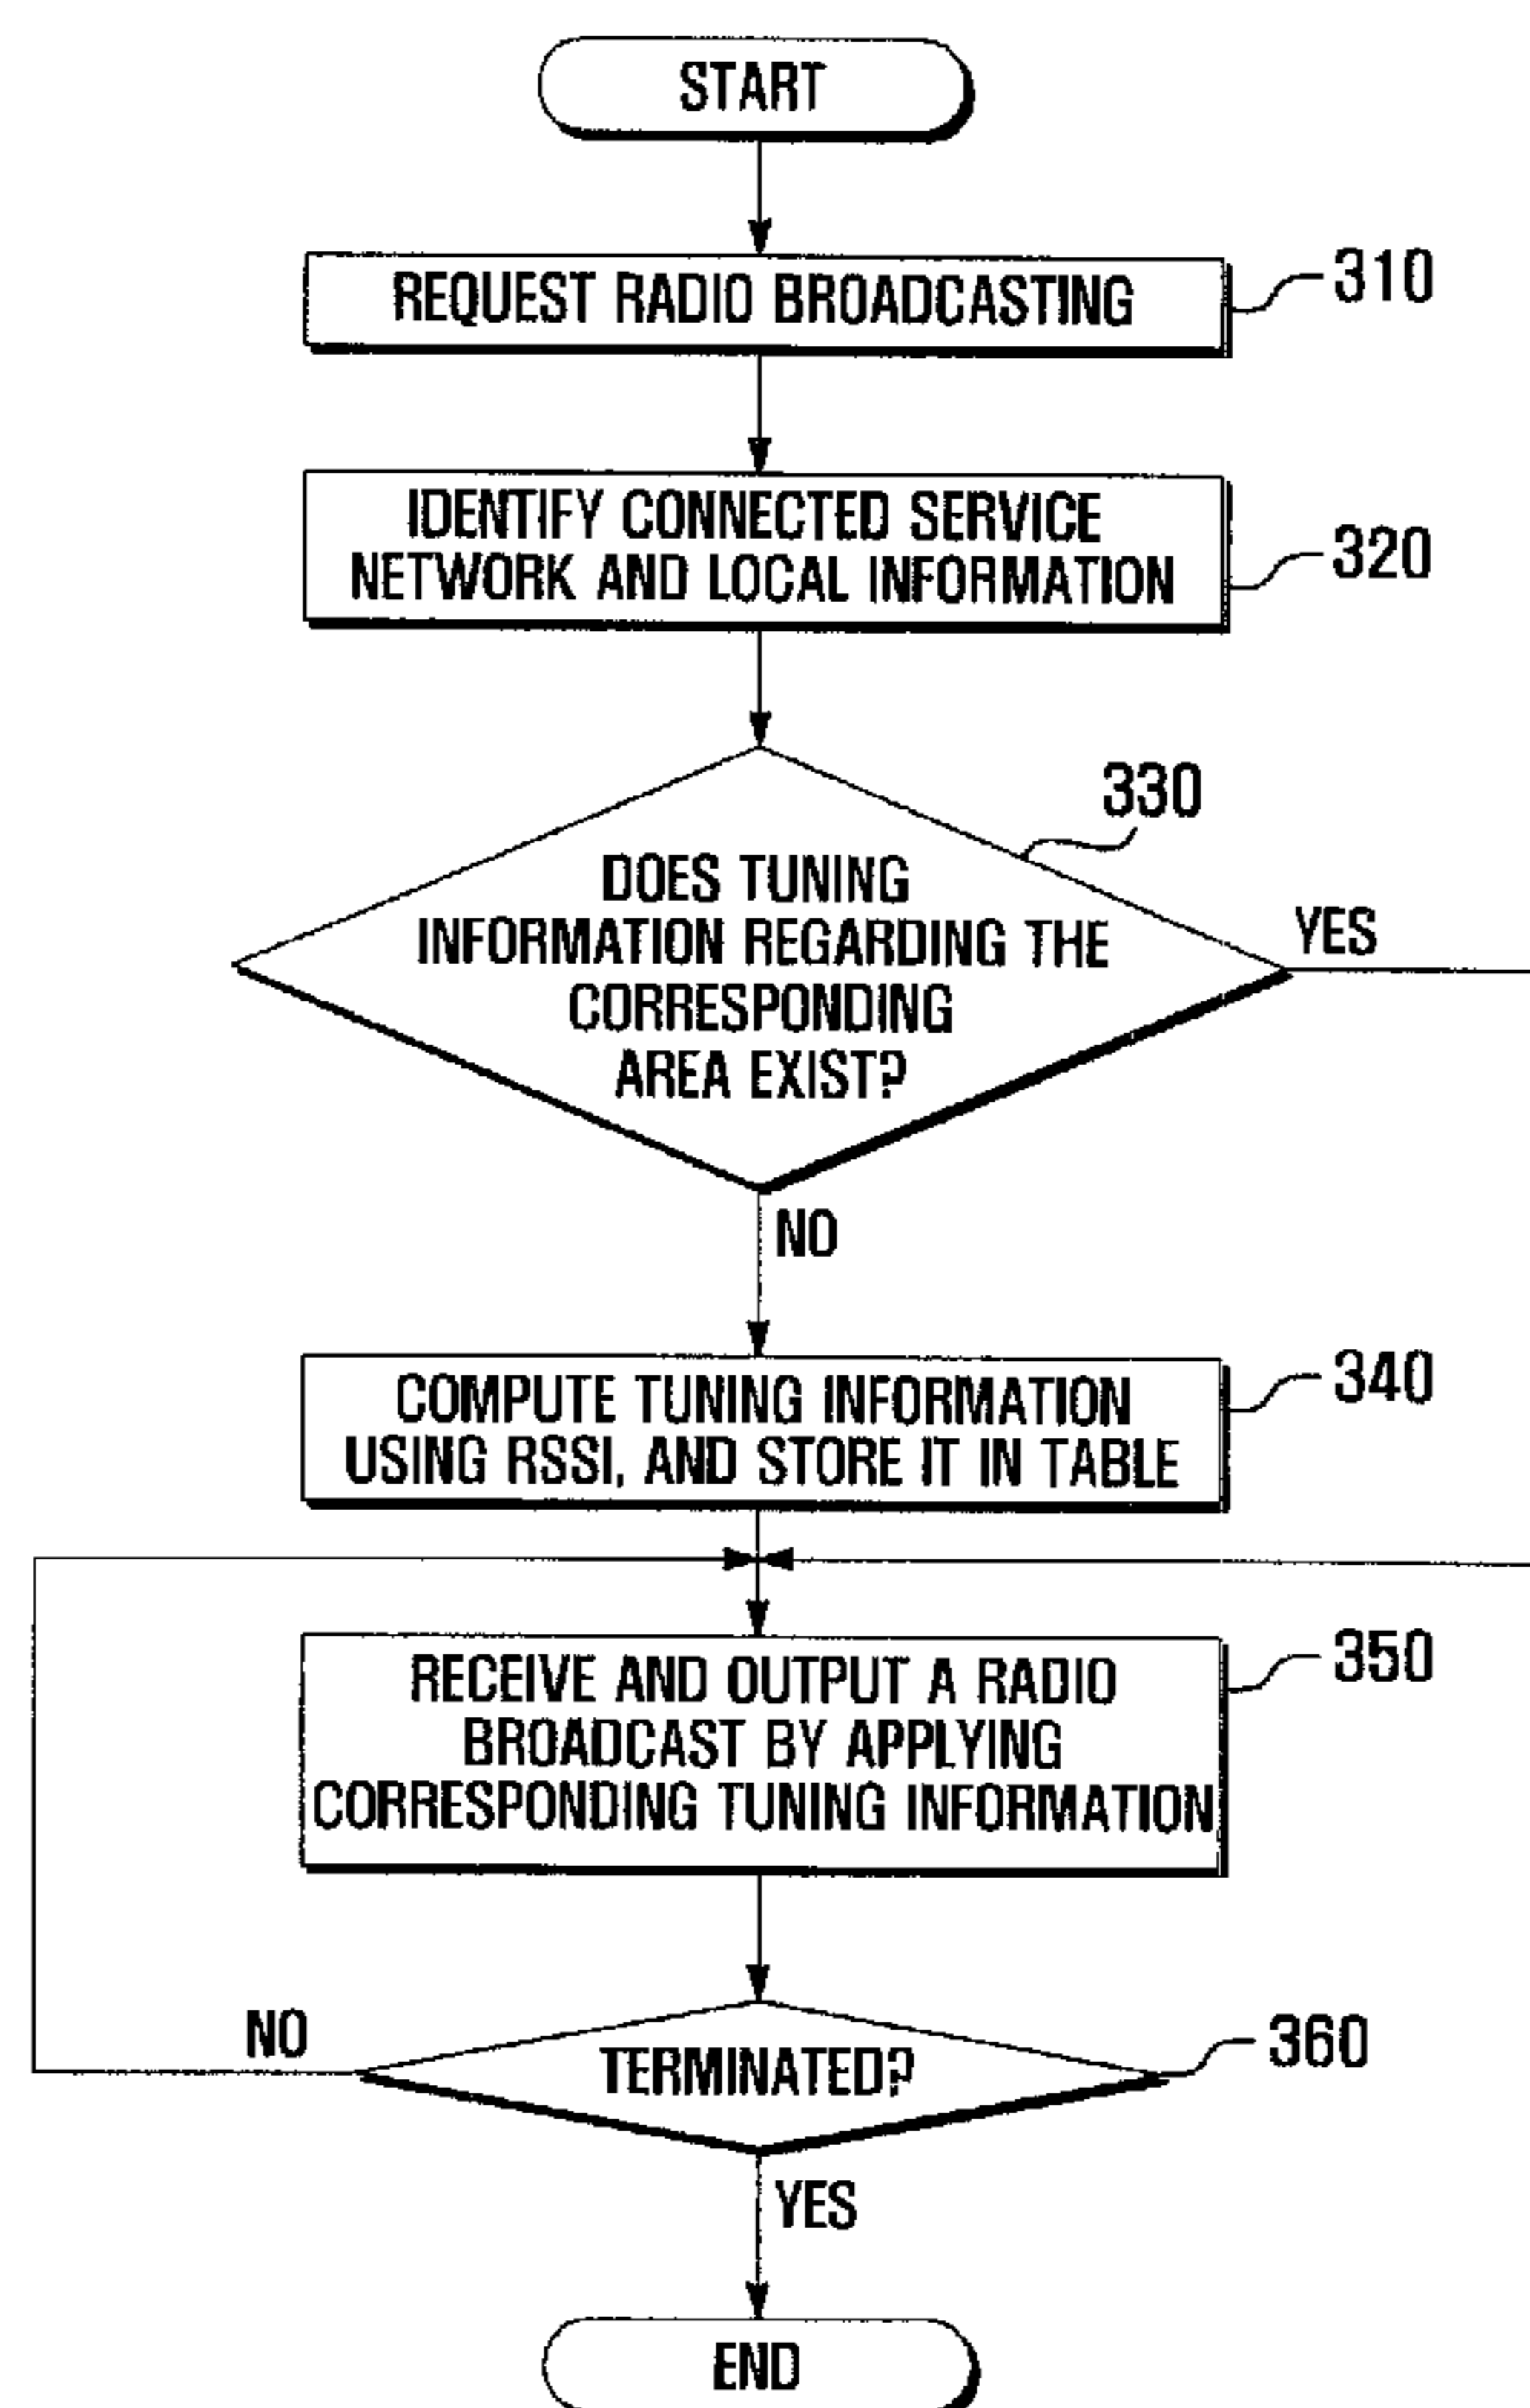 START
REQUEST RADIO BROADCASTING
310
IDENTIFY CONNECTED SERVICE
NETWORK AND LOCAL INFORMATION
320
330
DOES TUNING
INFORMATION REGARDING THE
CORRESPONDING
AREA EXIST?
YES
NO
COMPUTE TUNING INFORMATION
USING RSSI, AND STORE IT IN TABLE
340
RECEIVE AND OUTPUT A RADIO
BROADCAST BY APPLYING
CORRESPONDING TUNING INFORMATION
350
NO
TERMINATED?
360
YES
END